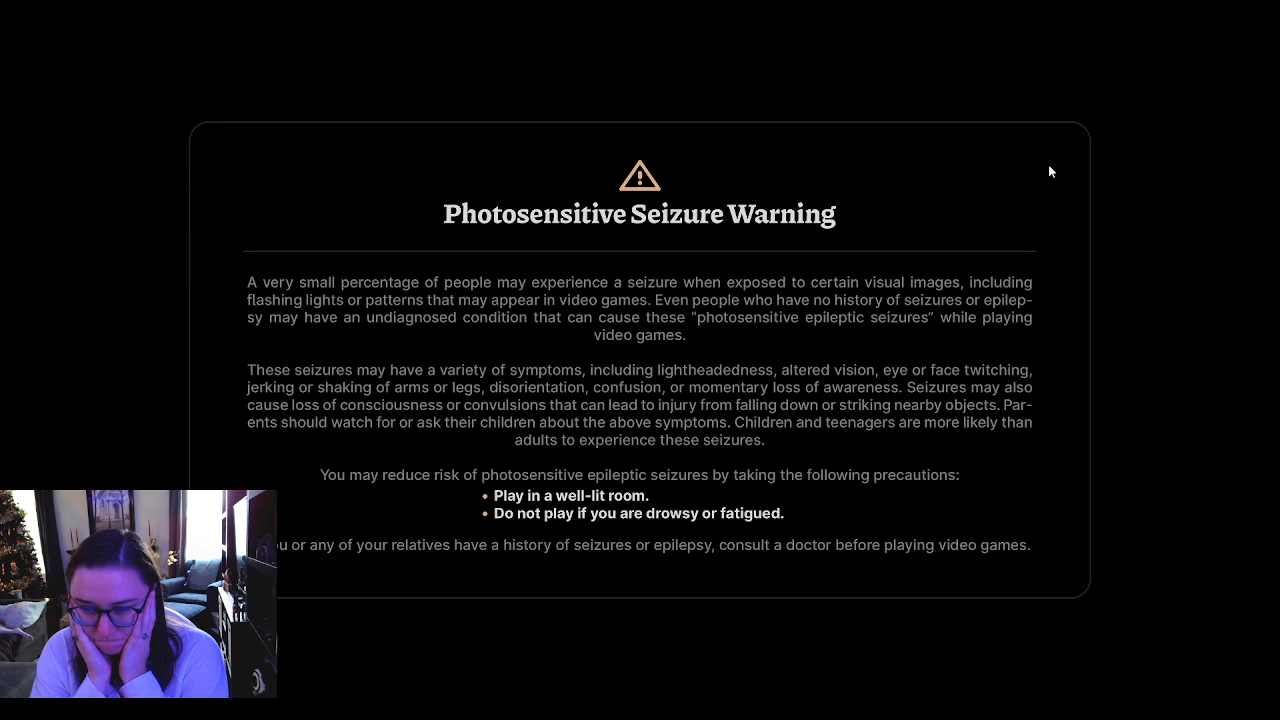 Photosensitive Seizure Warning
A very small percentage of people may experience a seizure when exposed to certain visual images, including
flashing lights or patterns that may appear in video games. Even people who have no history of seizures or epilep-
sy may have an undiagnosed condition that can cause these "photosensitive epileptic seizures" while playing
video games.
These seizures may have a variety of symptoms, including lightheadedness, altered vision, eye or face twitching,
jerking or shaking of arms or legs, disorientation, confusion, or momentary loss of awareness. Seizures may also
cause loss of consciousness or convulsions that can lead to injury from falling down or striking nearby objects. Par-
ents should watch for or ask their children about the above symptoms. Children and teenagers are more likely than
adults to experience these seizures.
You may reduce risk of photosensitive epileptic seizures by taking the following precautions:
• Play in a well-lit room.
• Do not play if you are drowsy or fatigued.
or any of your relatives have a history of seizures or epilepsy, consult a doctor before playing video games.